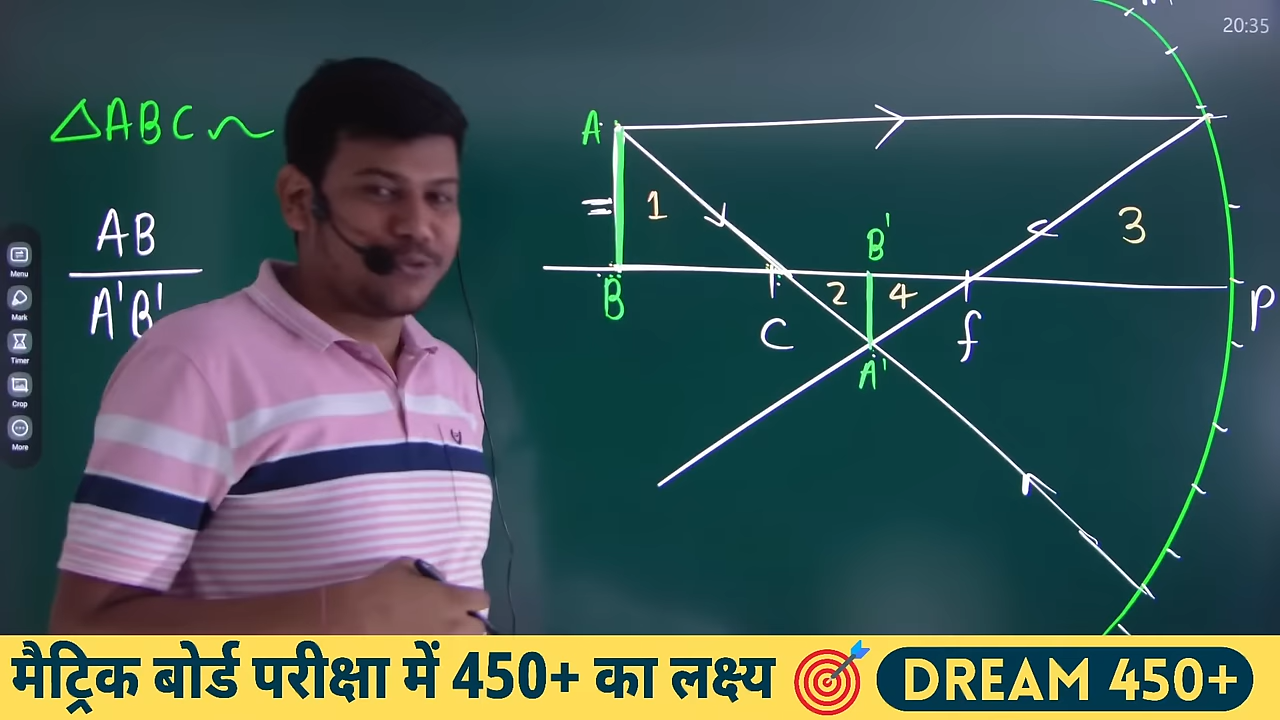 20:35
△ABC ~
AB
A'B'
A
= 1
B
B'
2 4
3
C
A'
f
P
Menu
Mark
Timer
Crop
More
मैट्रिक बोर्ड परीक्षा में 450+ का लक्ष्य
DREAM 450+